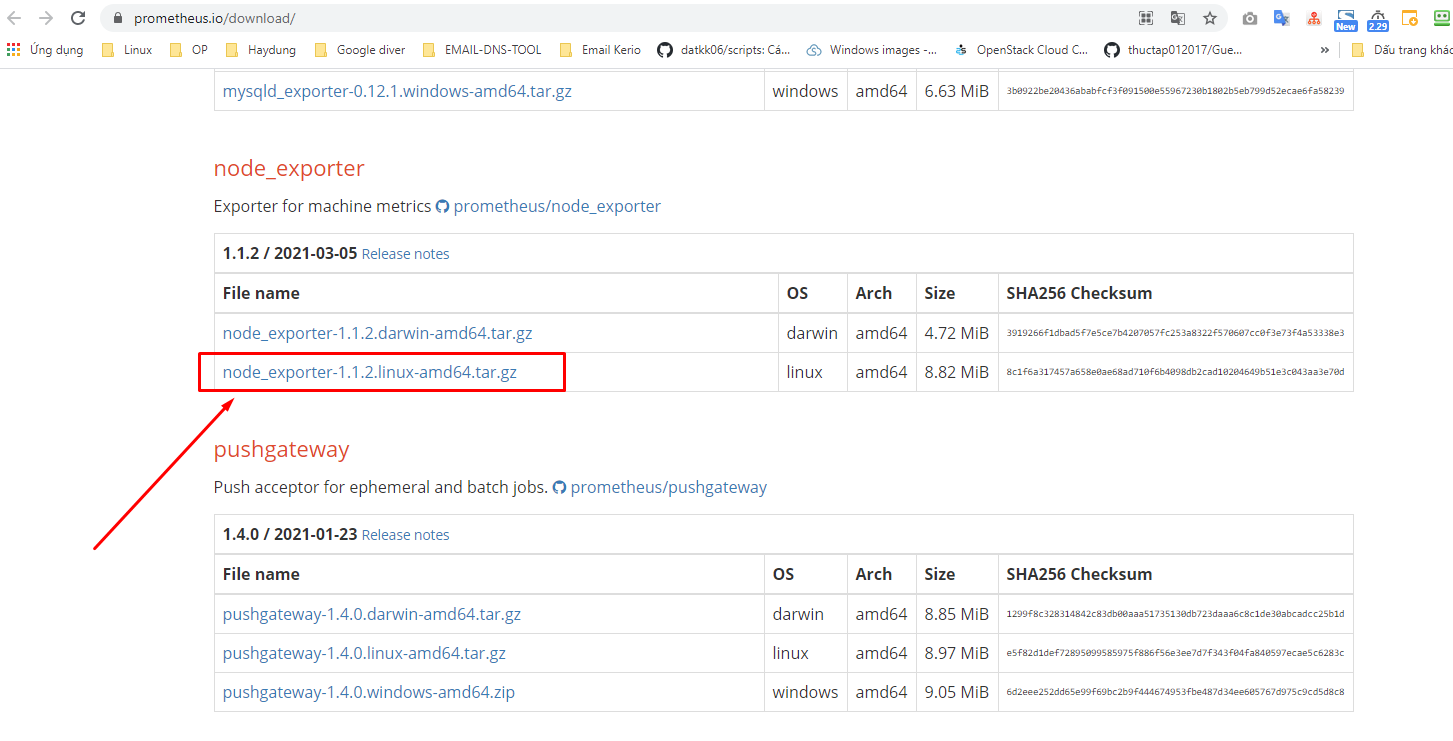 prometheus.io/download/
New
2.29
Ứng dụng Linux OP Haydung Google diver EMAIL-DNS-TOOL Email Kerio datkk06/scripts: Cá... Windows images -... OpenStack Cloud C... thuctap012017/Gue... » Dấu trang khác
mysqld_exporter-0.12.1.windows-amd64.tar.gz windows amd64 6.63 MiB 3b0922be20436ababfcf3f091500e55967230b1802b5eb799d52ecae6fa58239
node_exporter
Exporter for machine metrics prometheus/node_exporter
1.1.2 / 2021-03-05 Release notes
File name OS Arch Size SHA256 Checksum
node_exporter-1.1.2.darwin-amd64.tar.gz darwin amd64 4.72 MiB 3919266f1dbad5f7e5ce7b4207057fc253a8322f570607cc0f3e73f4a53338e3
node_exporter-1.1.2.linux-amd64.tar.gz linux amd64 8.82 MiB 8c1f6a317457a658e0ae68ad710f6b4098db2cad10204649b51e3c043aa3e70d
pushgateway
Push acceptor for ephemeral and batch jobs. prometheus/pushgateway
1.4.0 / 2021-01-23 Release notes
File name OS Arch Size SHA256 Checksum
pushgateway-1.4.0.darwin-amd64.tar.gz darwin amd64 8.85 MiB 1299f8c328314842c83db00aaa51735130db723daaa6c8c1de30abcadcc25b1d
pushgateway-1.4.0.linux-amd64.tar.gz linux amd64 8.97 MiB e5f82d1def72895099585975f886f56e3ee7d7f343f04fa840597ecae5c6283c
pushgateway-1.4.0.windows-amd64.zip windows amd64 9.05 MiB 6d2eee252dd65e99f69bc2b9f444674953fbe487d34ee605767d975c9cd5d8c8